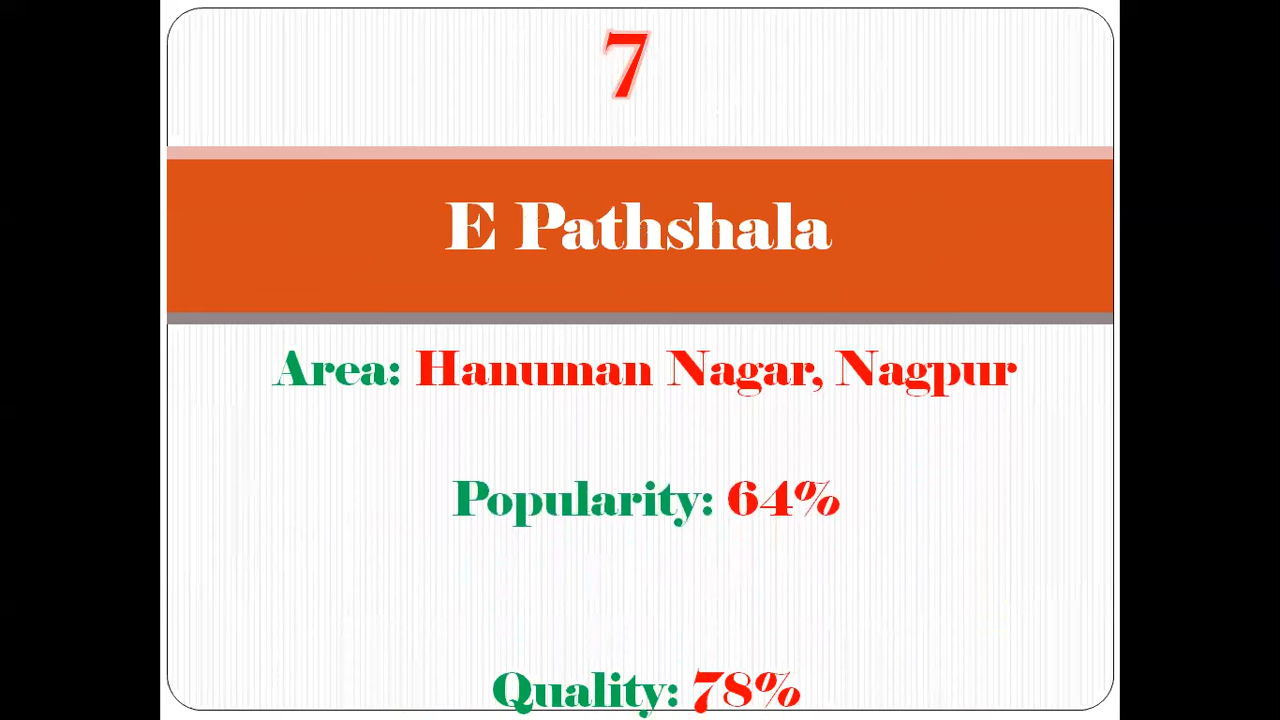 7
E Pathshala
Area: Hanuman Nagar, Nagpur
Popularity: 64%
Quality: 78%